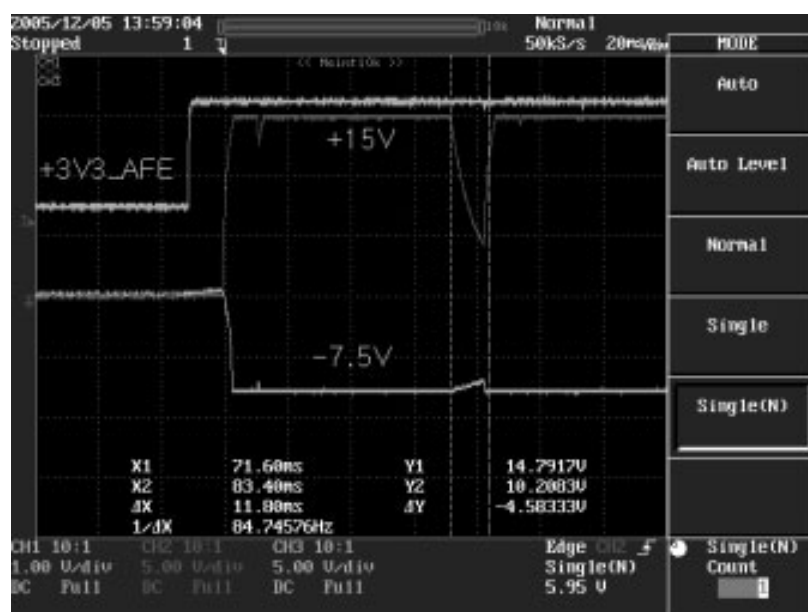 2005/12/05 13:59:04 Normal
Stopped 1 50kS/s 20ms/div MODE
CH1 << Main:10k >>
Auto
+15V
+3V3_AFE
Auto Level
Normal
Single
-7.5V
Single(N)
X1 71.60ms Y1 14.7917V
X2 83.40ms Y2 10.2083V
ΔX 11.80ms ΔY -4.58333V
1/ΔX 84.74576Hz
CH1 10:1 CH2 10:1 CH3 10:1 Edge CH2 Single(N)
1.00 V/div 5.00 V/div 5.00 V/div Single(N) Count
DC Full DC Full DC Full 5.95 V 1